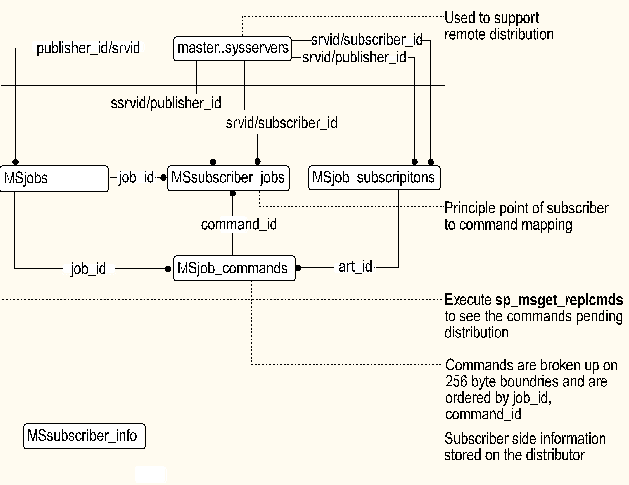 Used to support
remote distribution
publisher_id/srvid
master..sysservers
srvid/subscriber_id
srvid/publisher_id
ssrvid/publisher_id
srvid/subscriber_id
MSjobs
job_id
MSsubscriber_jobs
MSjob_subscripitons
Principle point of subscriber
to command mapping
command_id
job_id
MSjob_commands
art_id
Execute sp_msget_replcmds
to see the commands pending
distribution
Commands are broken up on
256 byte boundries and are
ordered by job_id,
command_id
MSsubscriber_info
Subscriber side information
stored on the distributor